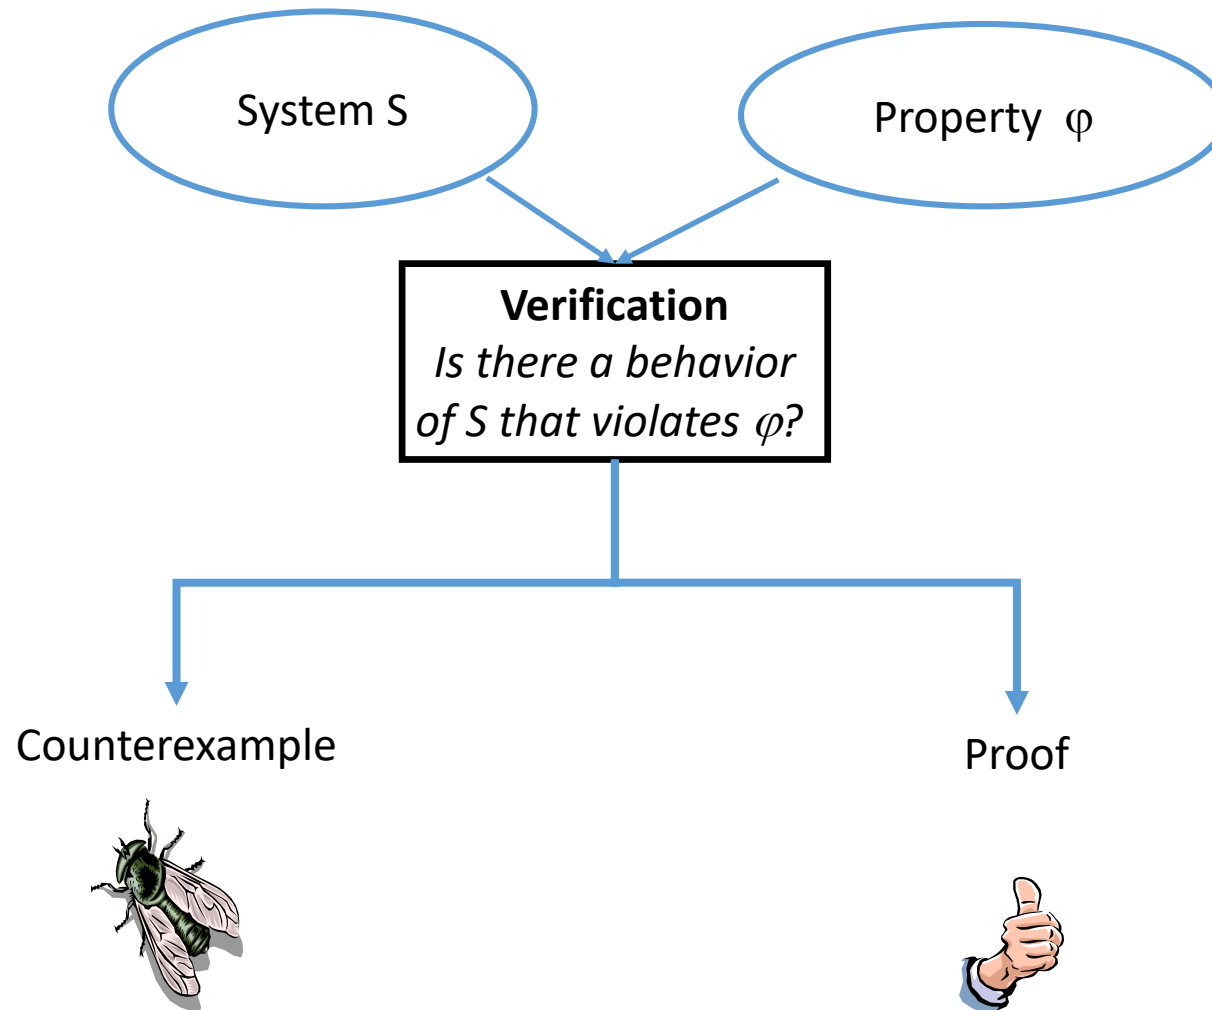 System S
Property φ
Verification
Is there a behavior
of S that violates φ?
Counterexample
Proof